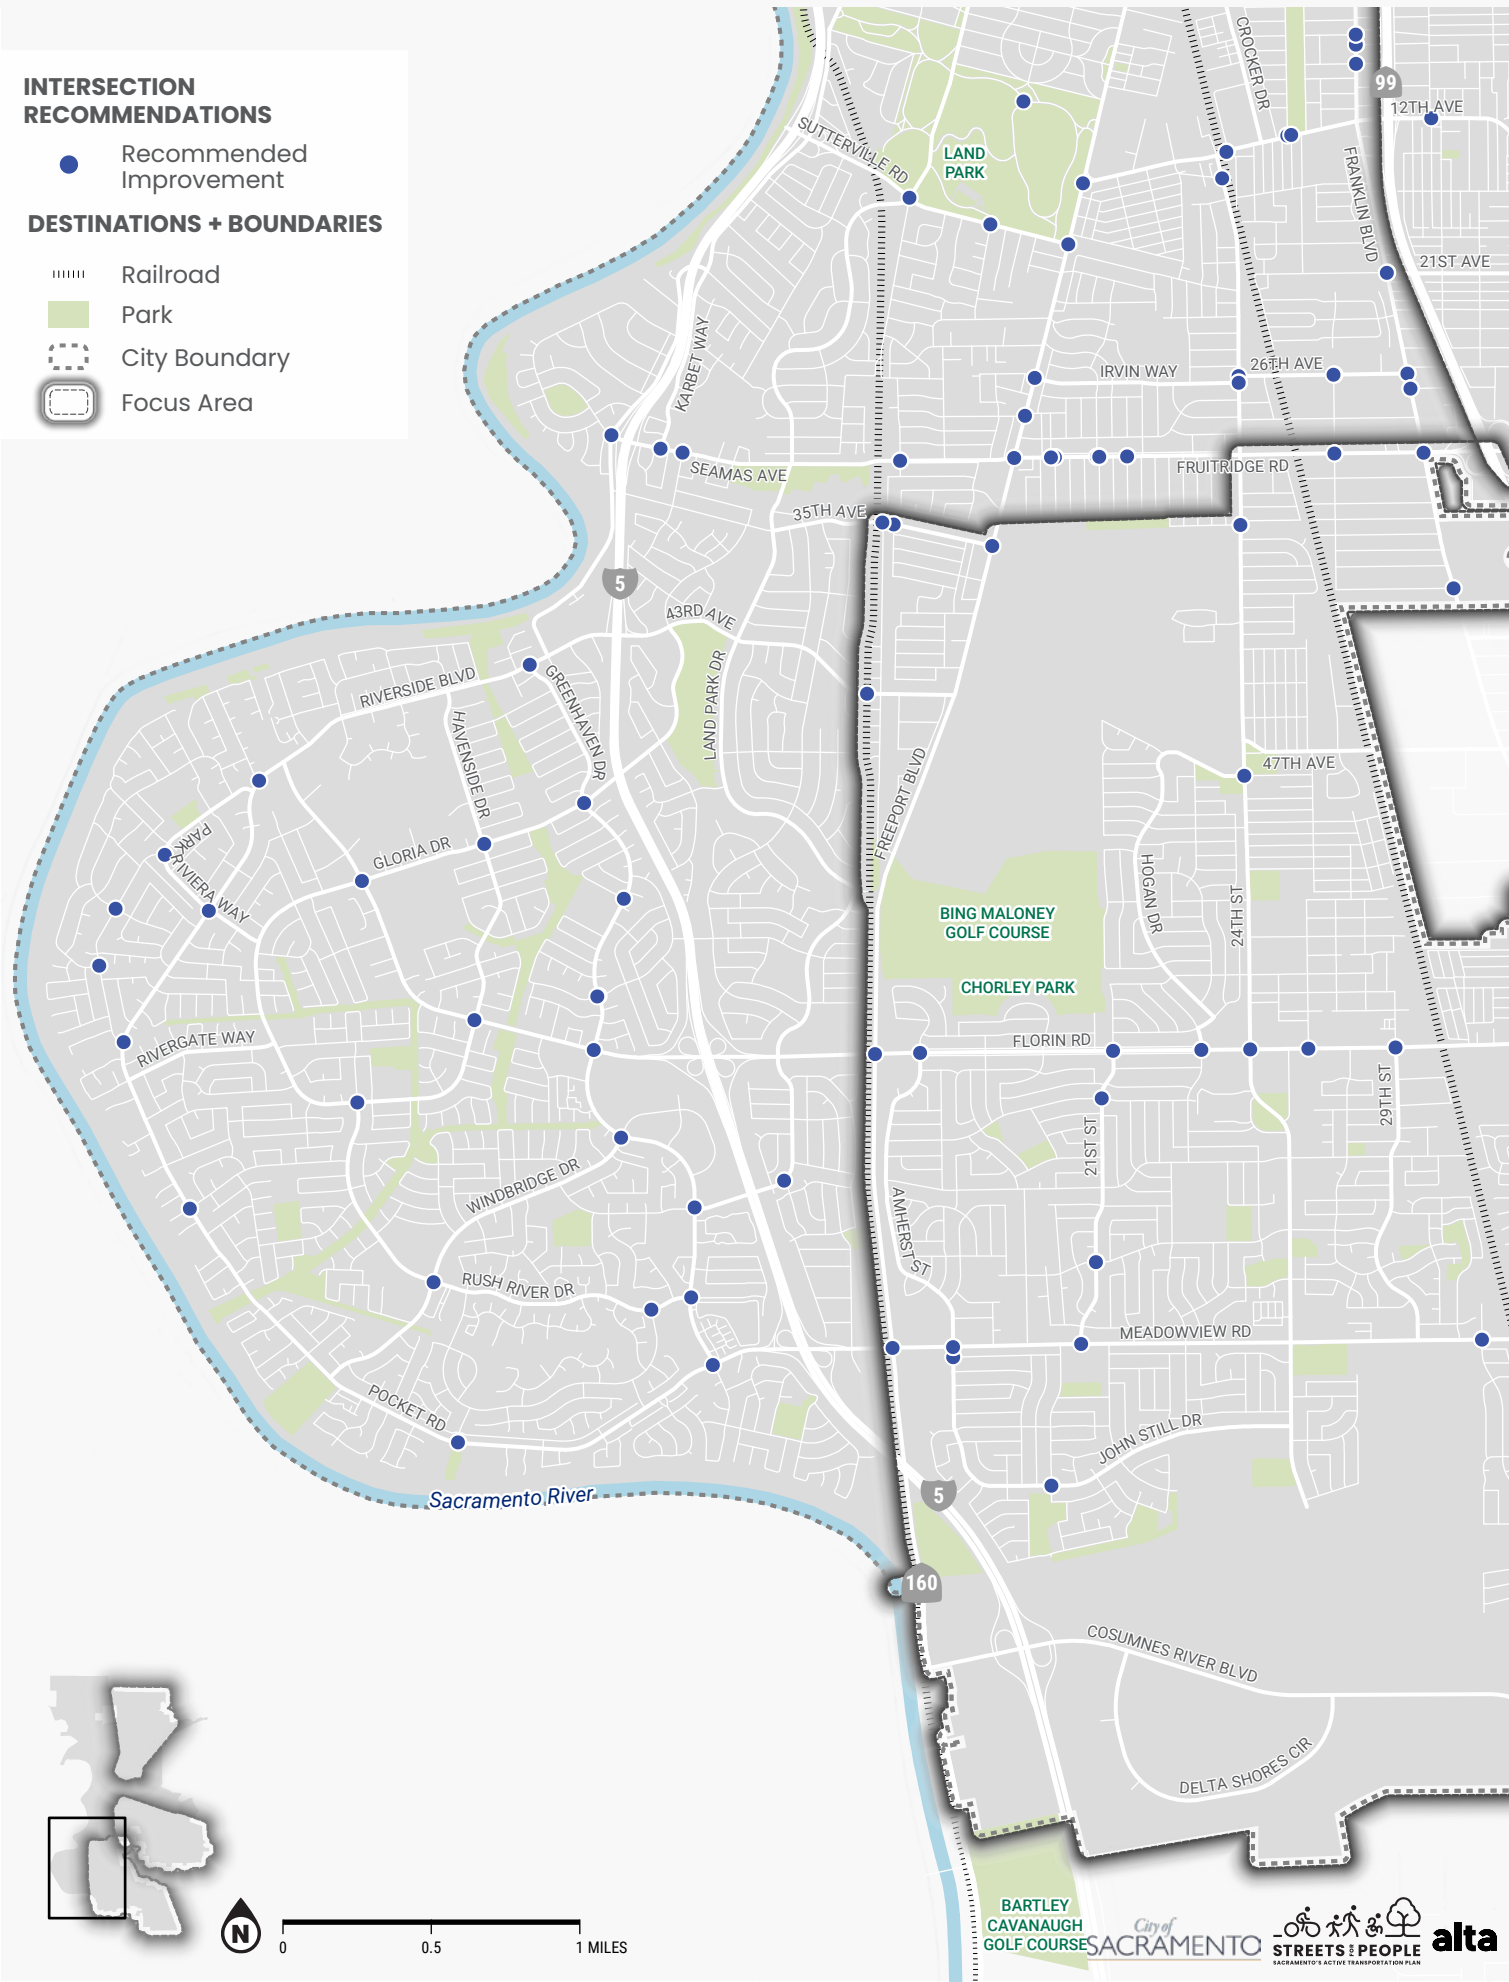 INTERSECTION
RECOMMENDATIONS
Recommended
Improvement
DESTINATIONS + BOUNDARIES
Railroad
Park
City Boundary
Focus Area
CROCKER DR
99
12TH AVE
SUTTERVILLE RD
LAND
PARK
FRANKLIN BLVD
21ST AVE
KARBET WAY
IRVIN WAY
26TH AVE
SEAMAS AVE
FRUITRIDGE RD
35TH AVE
5
43RD AVE
RIVERSIDE BLVD
GREENHAVEN DR
LAND PARK DR
HAVENSIDE DR
FREEPORT BLVD
47TH AVE
PARK
RIVIERA WAY
GLORIA DR
HOGAN DR
24TH ST
BING MALONEY
GOLF COURSE
CHORLEY PARK
RIVERGATE WAY
FLORIN RD
29TH ST
21ST ST
WINDBRIDGE DR
AMHERST ST
RUSH RIVER DR
MEADOWVIEW RD
POCKET RD
JOHN STILL DR
Sacramento River
5
160
COSUMNES RIVER BLVD
DELTA SHORES CIR
N
0
0.5
1 MILES
BARTLEY
CAVANAUGH
GOLF COURSE
City of
SACRAMENTO
STREETS FOR PEOPLE
SACRAMENTO'S ACTIVE TRANSPORTATION PLAN
alta